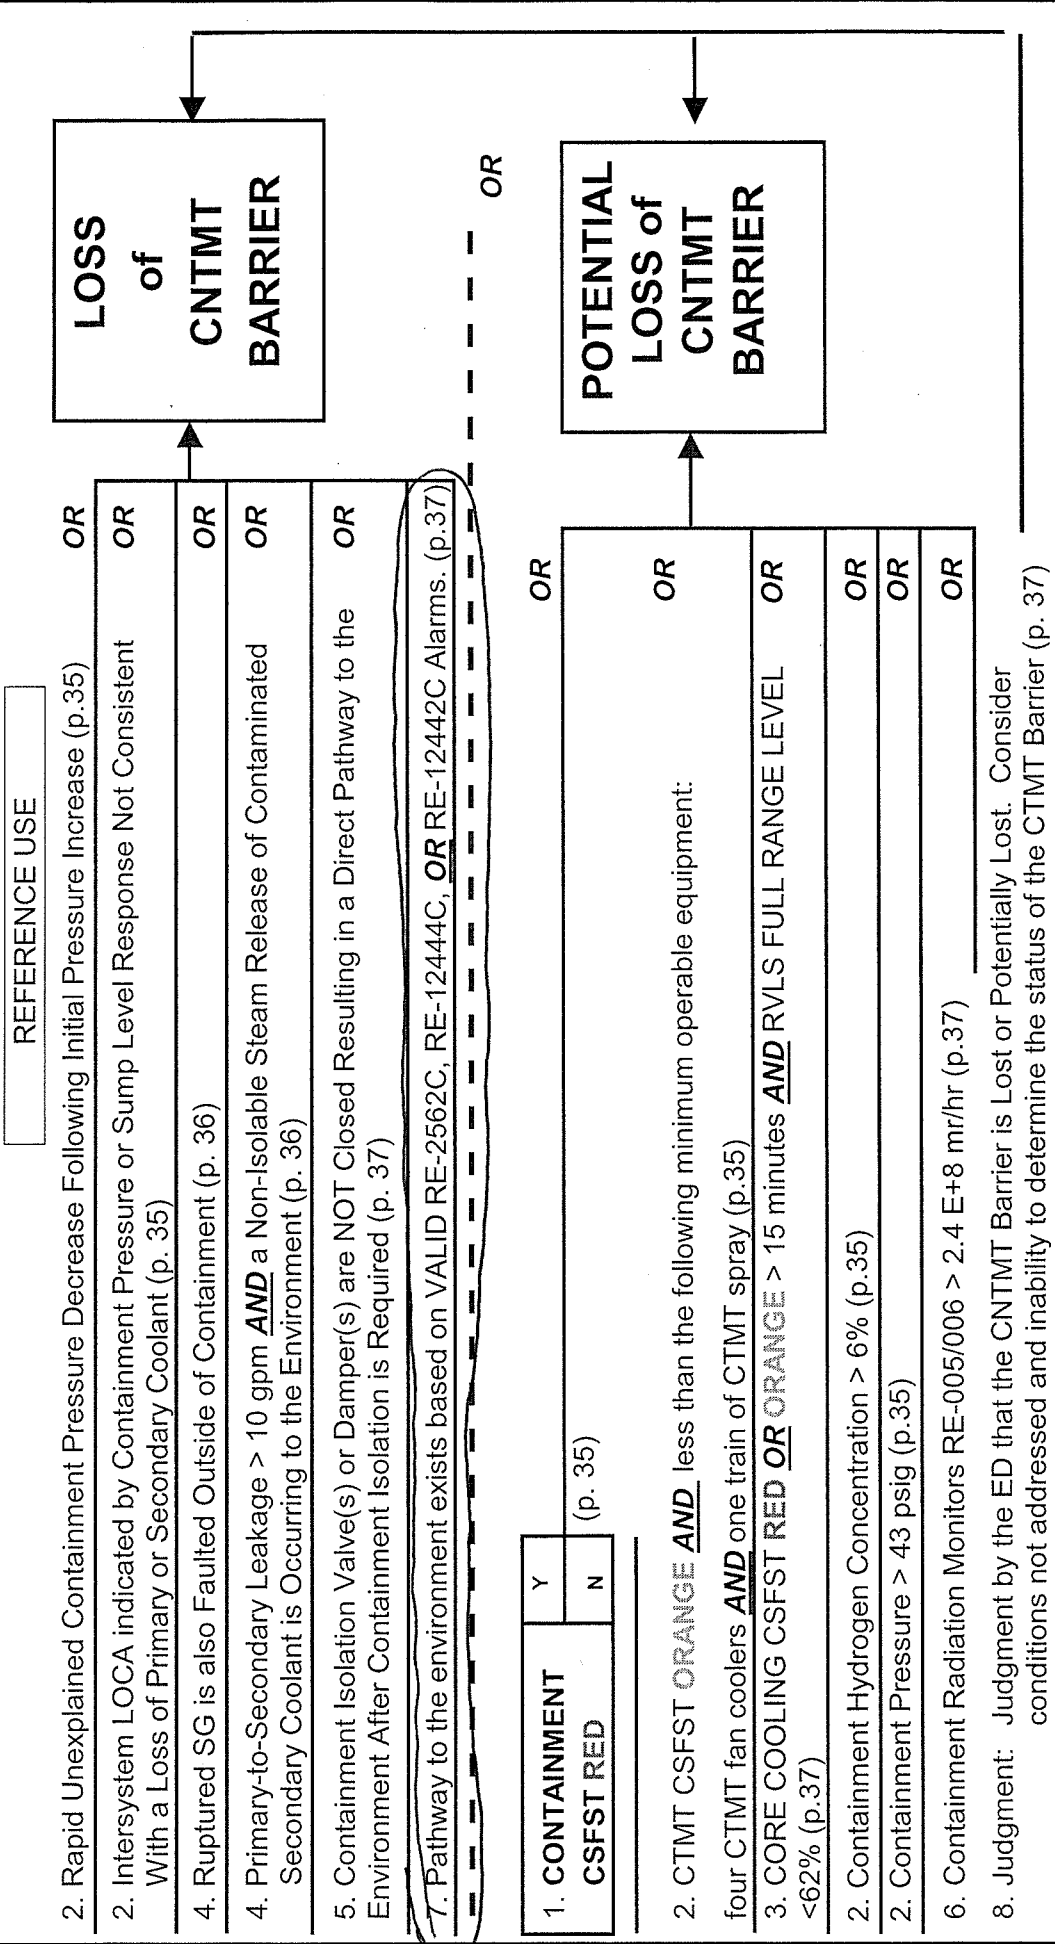 REFERENCE USE
2. Rapid Unexplained Containment Pressure Decrease Following Initial Pressure Increase (p.35) OR
2. Intersystem LOCA indicated by Containment Pressure or Sump Level Response Not Consistent OR
With a Loss of Primary or Secondary Coolant (p. 35)
4. Ruptured SG is also Faulted Outside of Containment (p. 36) OR
4. Primary-to-Secondary Leakage > 10 gpm AND a Non-Isolable Steam Release of Contaminated OR
Secondary Coolant is Occurring to the Environment (p. 36)
5. Containment Isolation Valve(s) or Damper(s) are NOT Closed Resulting in a Direct Pathway to the OR
Environment After Containment Isolation is Required (p. 37)
7. Pathway to the environment exists based on VALID RE-2562C, RE-12444C, OR RE-12442C Alarms. (p.37)
LOSS
of
CNTMT
BARRIER
OR
1. CONTAINMENT
CSFST RED
Y
N
(p. 35)
OR
2. CTMT CSFST ORANGE AND less than the following minimum operable equipment: OR
four CTMT fan coolers AND one train of CTMT spray (p.35)
3. CORE COOLING CSFST RED OR ORANGE > 15 minutes AND RVLS FULL RANGE LEVEL OR
<62% (p.37)
2. Containment Hydrogen Concentration > 6% (p.35) OR
2. Containment Pressure > 43 psig (p.35) OR
6. Containment Radiation Monitors RE-005/006 > 2.4 E+8 mr/hr (p.37) OR
POTENTIAL
LOSS of
CNTMT
BARRIER
8. Judgment: Judgment by the ED that the CNTMT Barrier is Lost or Potentially Lost. Consider
conditions not addressed and inability to determine the status of the CTMT Barrier (p. 37)